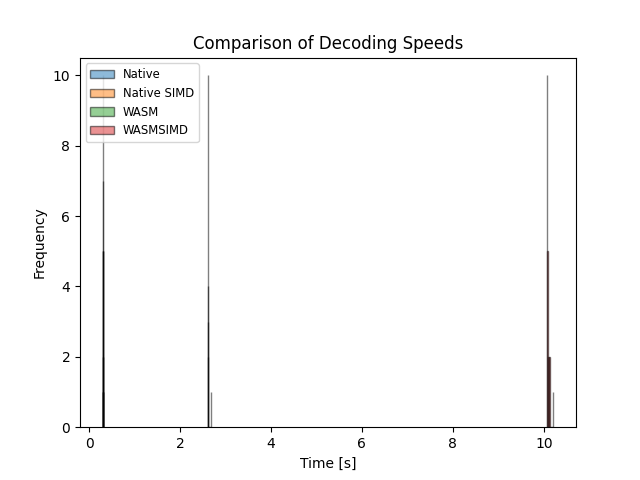 Comparison of Decoding Speeds
Native
Native SIMD
WASM
WASMSIMD
Frequency
10
8
6
4
2
0
0 2 4 6 8 10
Time [s]